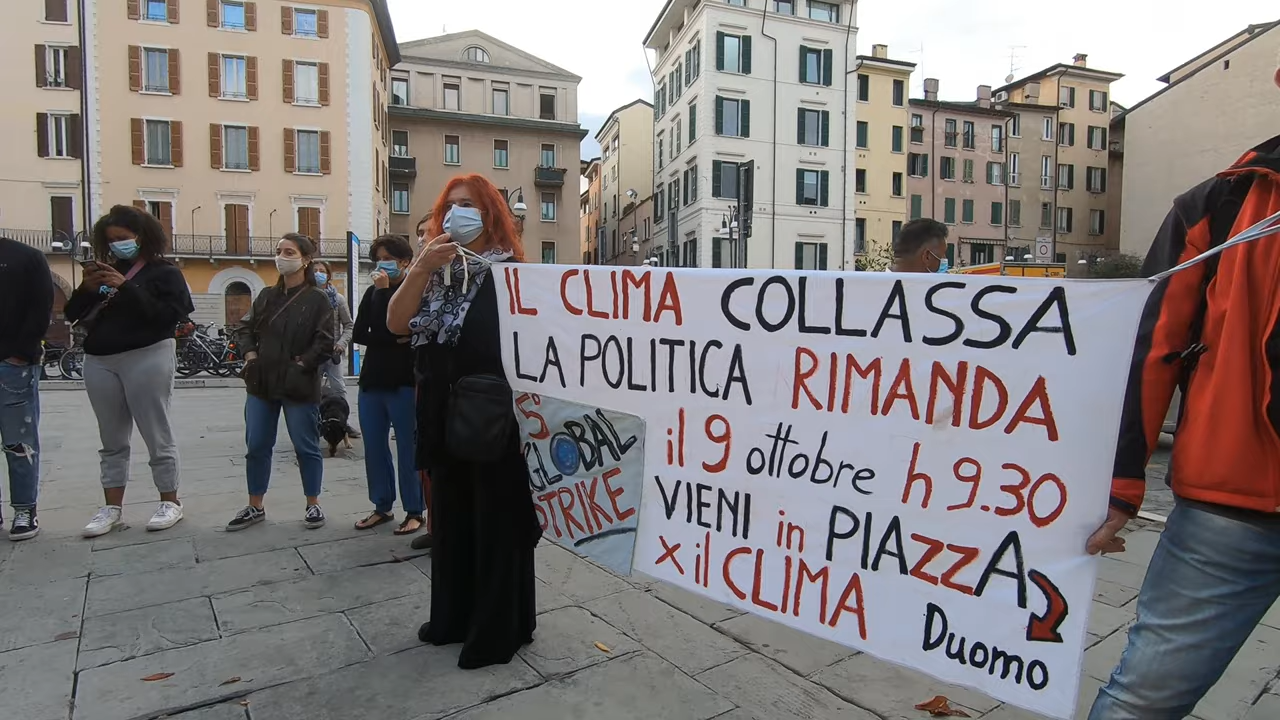 IL CLIMA COLLASSA
LA POLITICA RIMANDA
il 9 ottobre h 9.30
VIENI in PIAZZA
x il CLIMA
Duomo
5°
GLOBAL
STRIKE